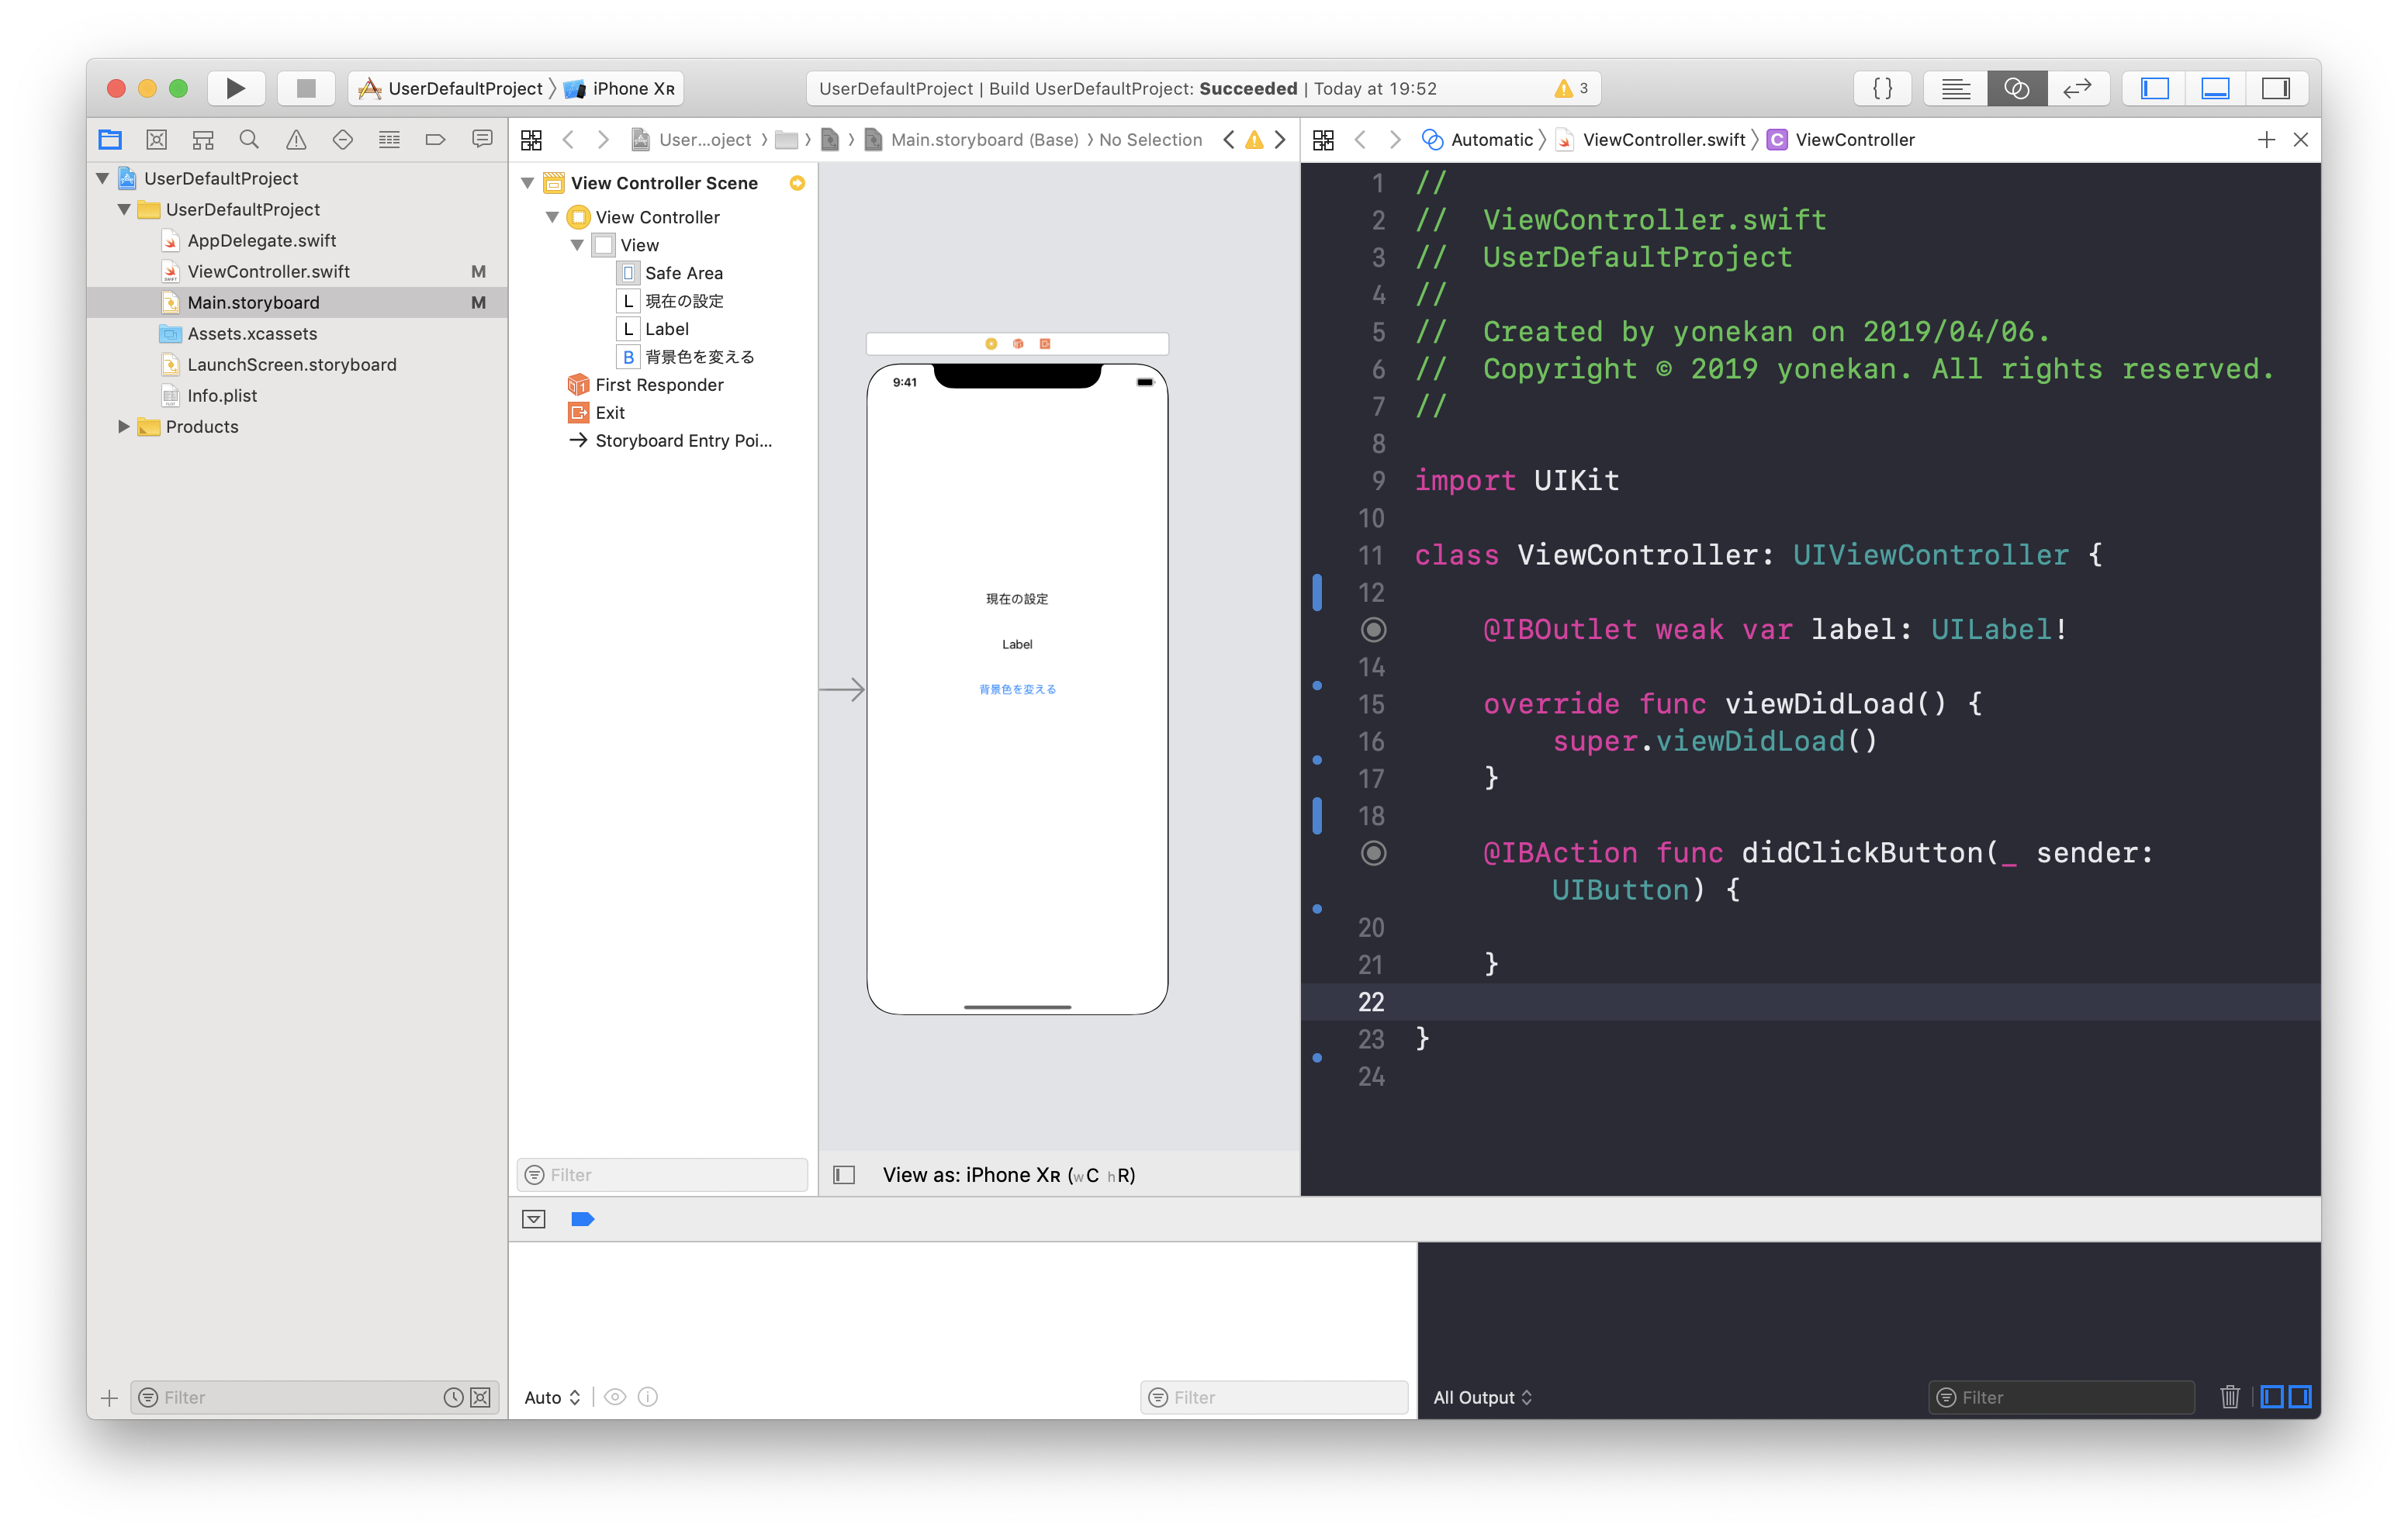 UserDefaultProject 〉 iPhone Xʀ
UserDefaultProject | Build UserDefaultProject: Succeeded | Today at 19:52
3
{ }
User...oject 〉 〉 〉 Main.storyboard (Base) 〉 No Selection
Automatic 〉 ViewController.swift 〉 C ViewController
UserDefaultProject
UserDefaultProject
AppDelegate.swift
ViewController.swift M
Main.storyboard M
Assets.xcassets
LaunchScreen.storyboard
Info.plist
Products
Filter
View Controller Scene
View Controller
View
Safe Area
L 現在の設定
L Label
B 背景色を変える
First Responder
Exit
Storyboard Entry Poi...
Filter
9:41
現在の設定
Label
背景色を変える
View as: iPhone Xʀ (wC hR)
1 //
2 //  ViewController.swift
3 //  UserDefaultProject
4 //
5 //  Created by yonekan on 2019/04/06.
6 //  Copyright © 2019 yonekan. All rights reserved.
7 //
8
9 import UIKit
10
11 class ViewController: UIViewController {
12
@IBOutlet weak var label: UILabel!
14
15 override func viewDidLoad() {
16 super.viewDidLoad()
17 }
18
@IBAction func didClickButton(_ sender:
UIButton) {
20
21 }
22
23 }
24
Auto
Filter
All Output
Filter